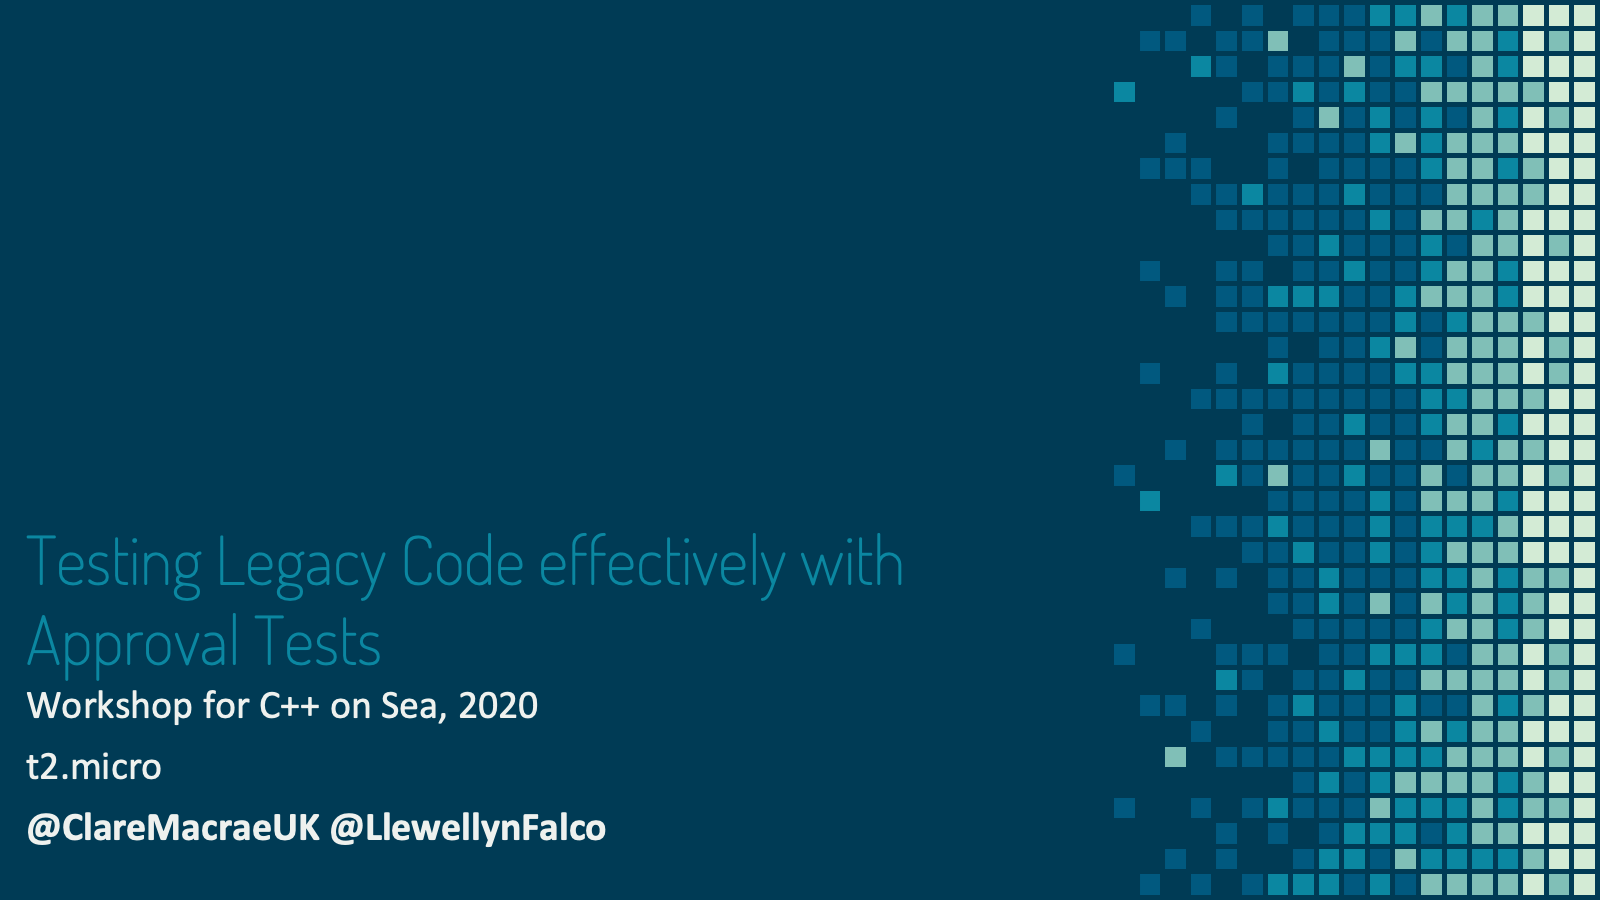 Testing Legacy Code effectively with
Approval Tests
Workshop for C++ on Sea, 2020
t2.micro
@ClareMacraeUK @LlewellynFalco